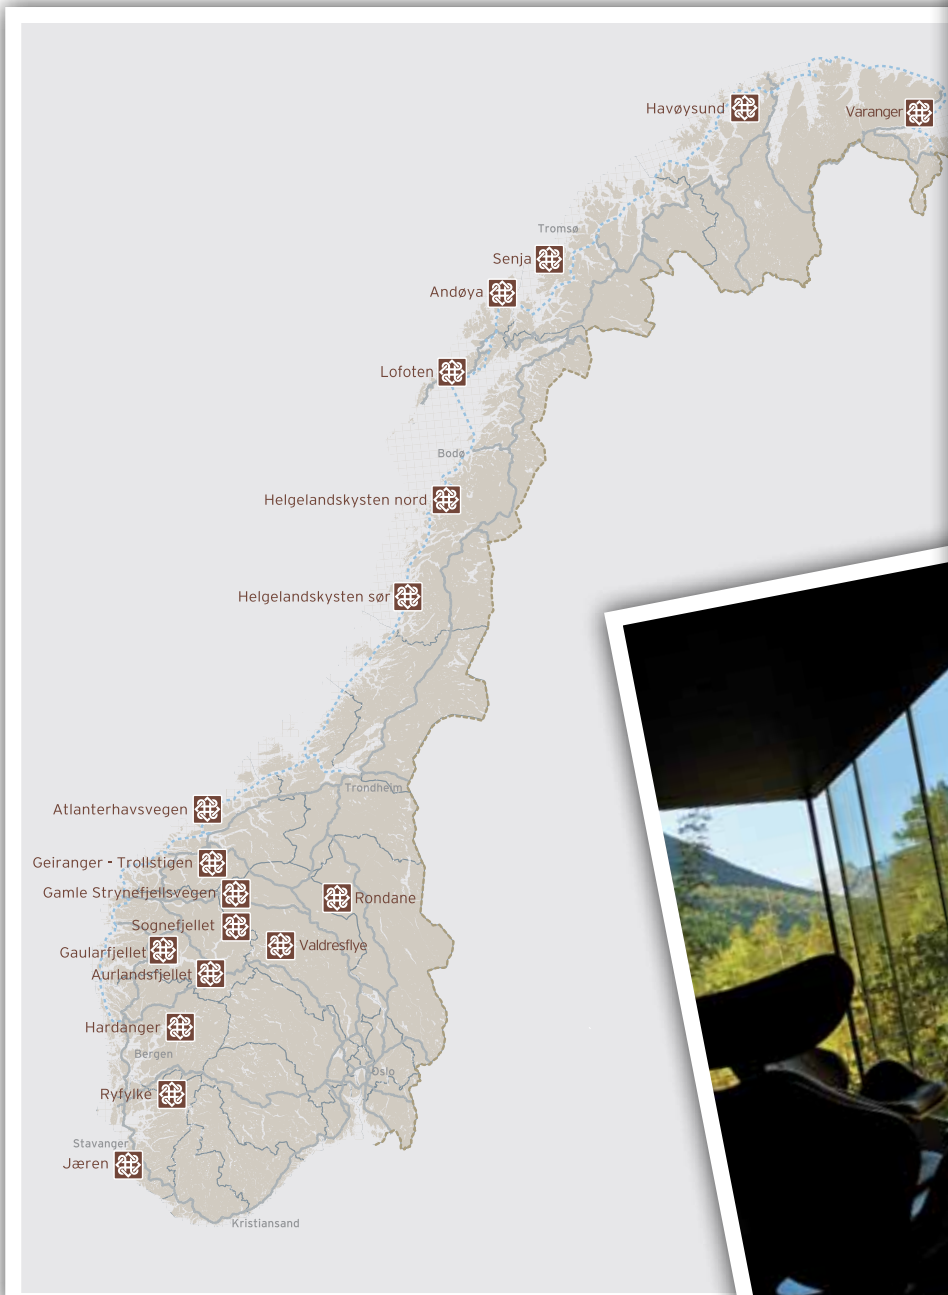 Havøysund
Varanger
Tromsø
Senja
Andøya
Lofoten
Bodø
Helgelandskysten nord
Helgelandskysten sør
Trondheim
Atlanterhavsvegen
Geiranger - Trollstigen
Gamle Strynefjellsvegen
Rondane
Sognefjellet
Valdresflye
Gaularfjellet
Aurlandsfjellet
Hardanger
Bergen
Oslo
Ryfylke
Stavanger
Jæren
Kristiansand